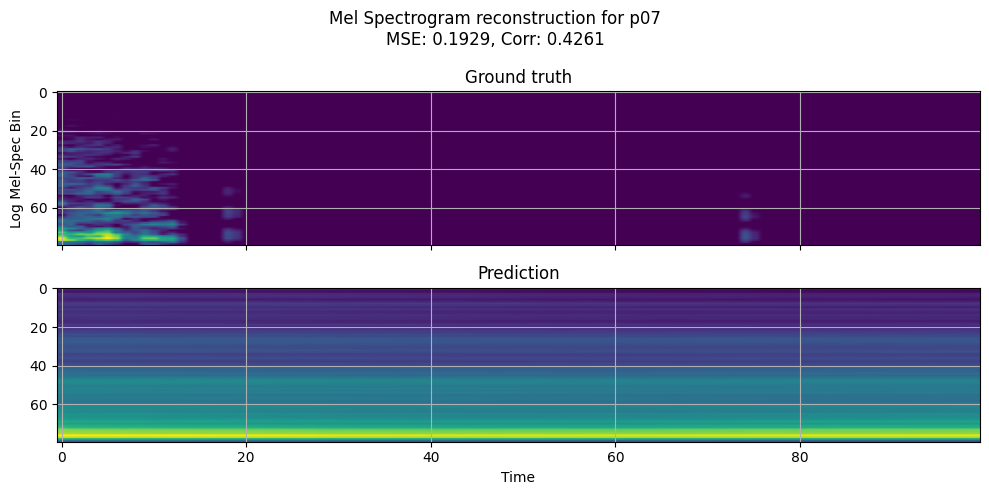 Mel Spectrogram reconstruction for p07
MSE: 0.1929, Corr: 0.4261
Ground truth
Log Mel-Spec Bin
0
20
40
60
Prediction
0
20
40
60
0 20 40 60 80
Time